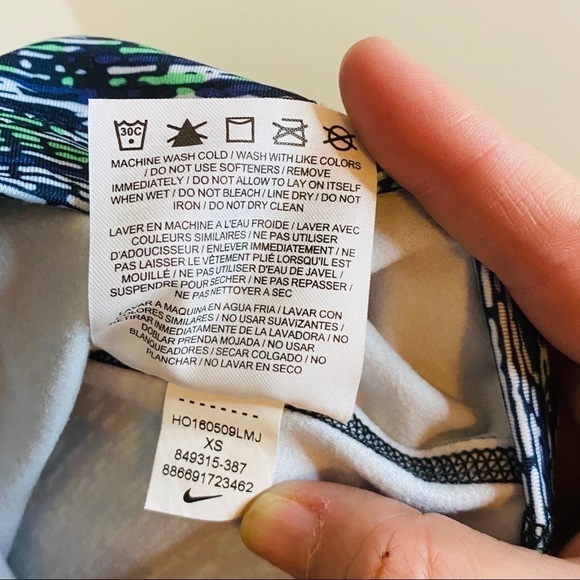 30C
MACHINE WASH COLD / WASH WITH LIKE COLORS
/ DO NOT USE SOFTENERS / REMOVE
IMMEDIATELY / DO NOT ALLOW TO LAY ON ITSELF
WHEN WET / DO NOT BLEACH / LINE DRY / DO NOT
IRON / DO NOT DRY CLEAN
LAVER EN MACHINE A L'EAU FROIDE / LAVER AVEC
COULEURS SIMILAIRES / NE PAS UTILISER
D'ADOUCISSEUR / ENLEVER IMMEDIATEMENT / NE
PAS LAISSER LE VÊTEMENT PLIÉ LORSQU'IL EST
MOUILLÉ / NE PAS UTILISER D'EAU DE JAVEL /
SUSPENDRE POUR SECHER / NE PAS REPASSER /
NE PAS NETTOYER A SEC
LAVAR A MAQUINA EN AGUA FRIA / LAVAR CON
COLORES SIMILARES / NO USAR SUAVIZANTES /
RETIRAR INMEDIATAMENTE DE LA LAVADORA / NO
DOBLAR PRENDA MOJADA / NO USAR
BLANQUEADORES / SECAR COLGADO / NO
PLANCHAR / NO LAVAR EN SECO
HO160509LMJ
XS
849315-387
886691723462